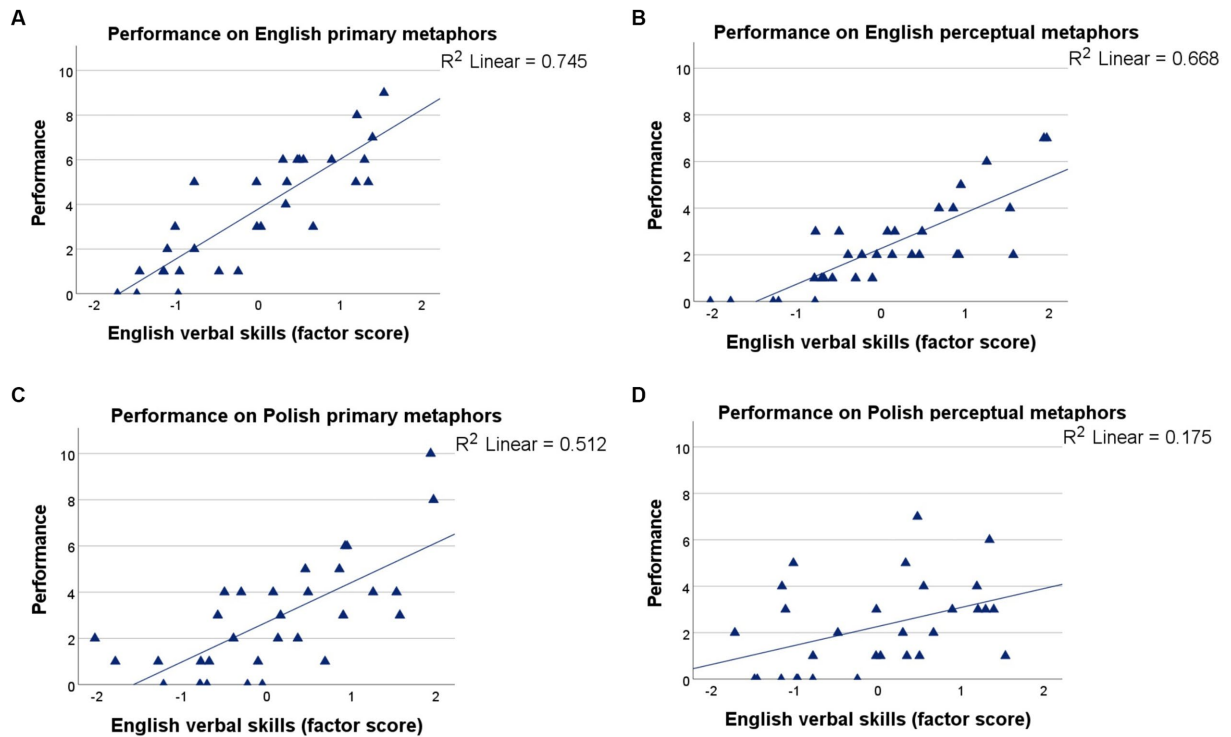 A
Performance on English primary metaphors
R² Linear = 0.745
10
8
6
4
2
0
Performance
-2 -1 0 1 2
English verbal skills (factor score)
B
Performance on English perceptual metaphors
R² Linear = 0.668
10
8
6
4
2
0
Performance
-2 -1 0 1 2
English verbal skills (factor score)
C
Performance on Polish primary metaphors
R² Linear = 0.512
10
8
6
4
2
0
Performance
-2 -1 0 1 2
English verbal skills (factor score)
D
Performance on Polish perceptual metaphors
R² Linear = 0.175
10
8
6
4
2
0
Performance
-2 -1 0 1 2
English verbal skills (factor score)